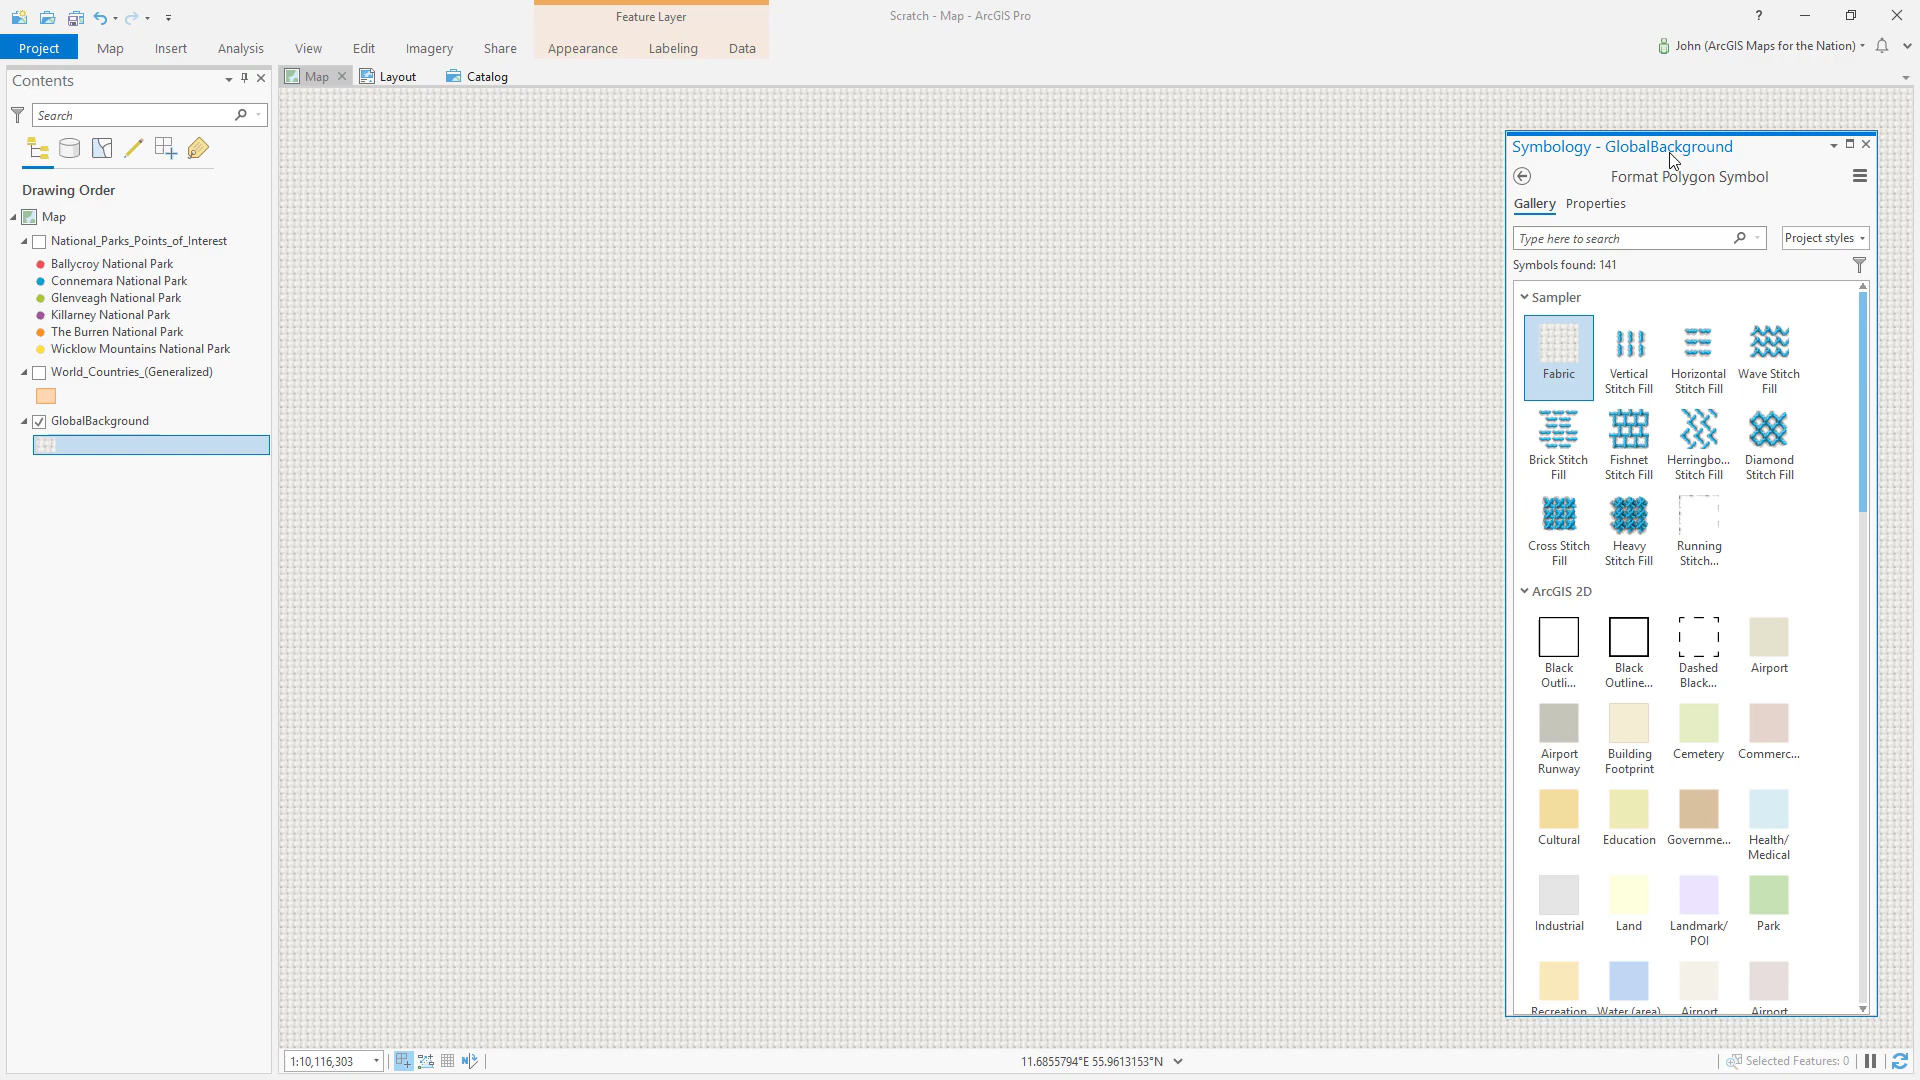 Feature Layer
Scratch - Map - ArcGIS Pro
?
Project
Map
Insert
Analysis
View
Edit
Imagery
Share
Appearance
Labeling
Data
John (ArcGIS Maps for the Nation)
Contents
Map
Layout
Catalog
Search
Drawing Order
Map
National_Parks_Points_of_Interest
Ballycroy National Park
Connemara National Park
Glenveagh National Park
Killarney National Park
The Burren National Park
Wicklow Mountains National Park
World_Countries_(Generalized)
GlobalBackground
Symbology - GlobalBackground
Format Polygon Symbol
Gallery
Properties
Type here to search
Project styles
Symbols found: 141
Sampler
Fabric
Vertical
Stitch Fill
Horizontal
Stitch Fill
Wave Stitch
Fill
Brick Stitch
Fill
Fishnet
Stitch Fill
Herringbo...
Stitch Fill
Diamond
Stitch Fill
Cross Stitch
Fill
Heavy
Stitch Fill
Running
Stitch...
ArcGIS 2D
Black
Outli...
Black
Outline...
Dashed
Black...
Airport
Airport
Runway
Building
Footprint
Cemetery
Commerc...
Cultural
Education
Governme...
Health/
Medical
Industrial
Land
Landmark/
POI
Park
Recreation
Water (area)
Airport
Airport
1:10,116,303
11.6855794°E 55.9613153°N
Selected Features: 0